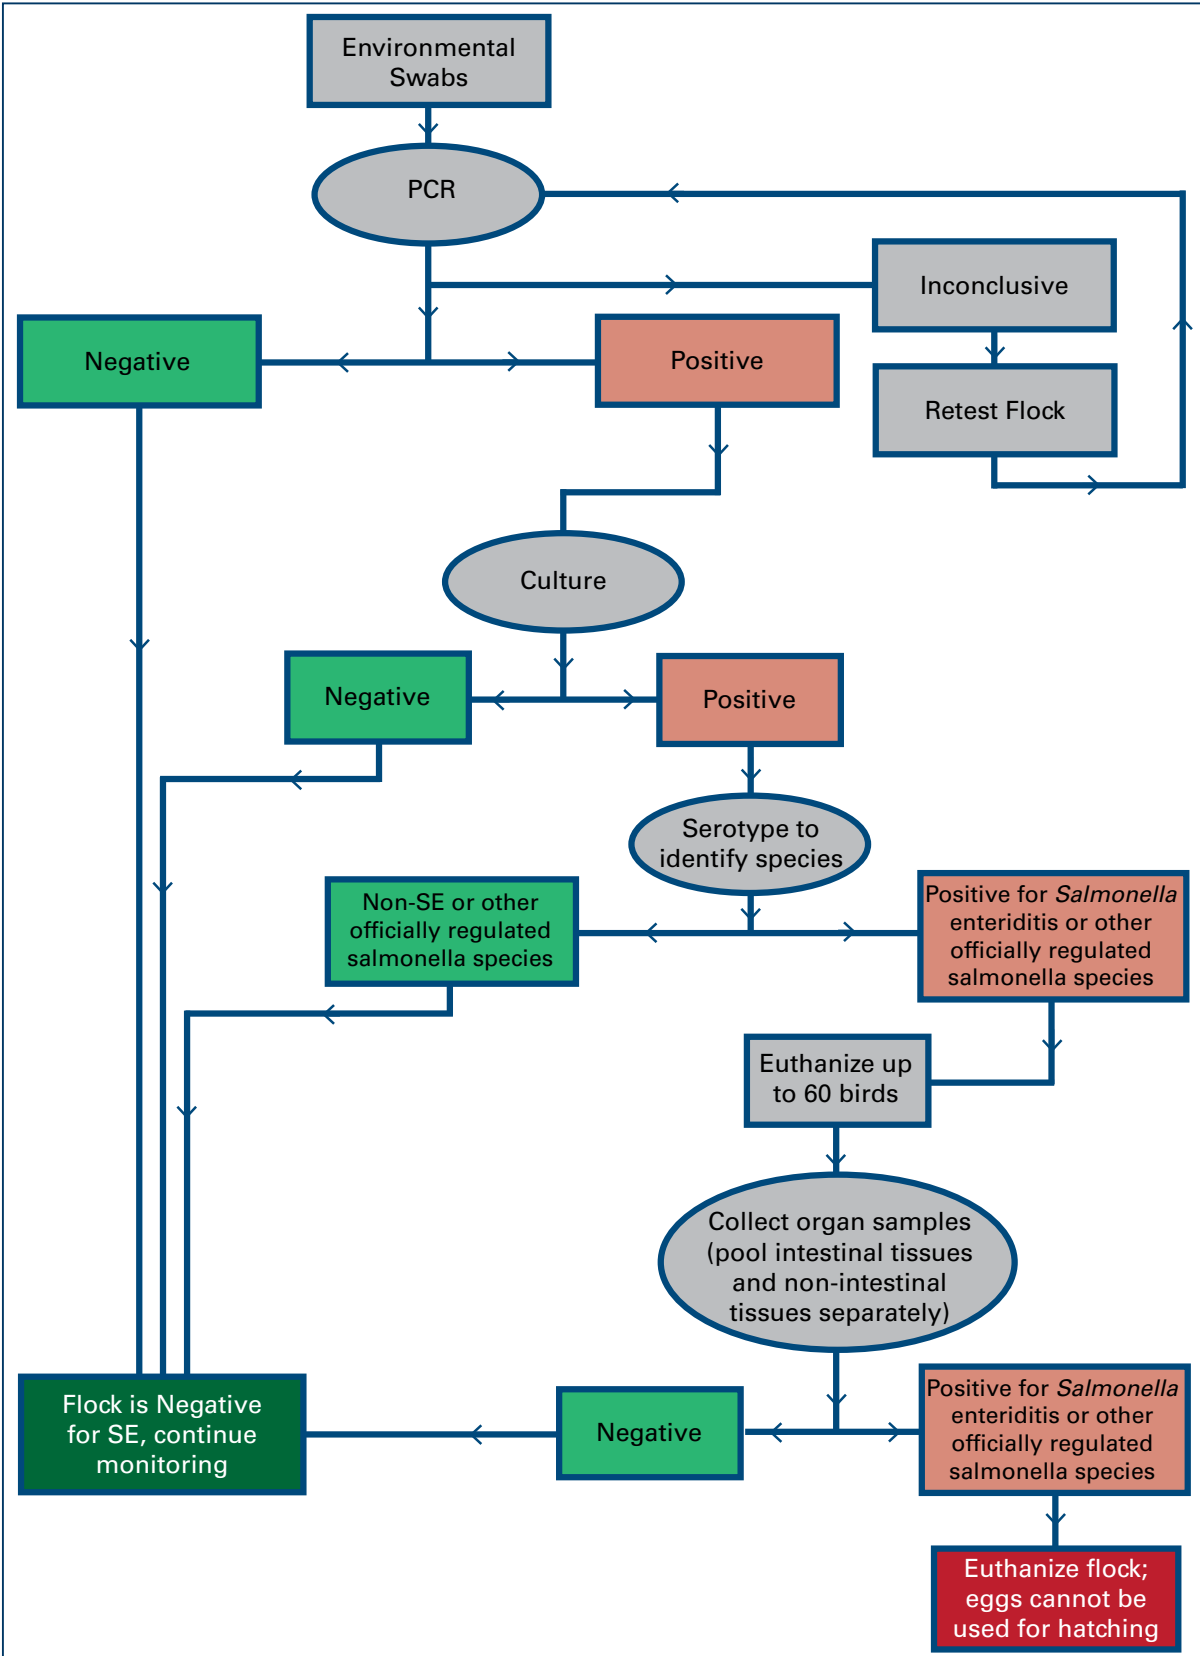 Environmental
Swabs
PCR
Inconclusive
Negative
Positive
Retest Flock
Culture
Negative
Positive
Serotype to
identify species
Non-SE or other
officially regulated
salmonella species
Positive for Salmonella
enteriditis or other
officially regulated
salmonella species
Euthanize up
to 60 birds
Collect organ samples
(pool intestinal tissues
and non-intestinal
tissues separately)
Flock is Negative
for SE, continue
monitoring
Negative
Positive for Salmonella
enteriditis or other
officially regulated
salmonella species
Euthanize flock;
eggs cannot be
used for hatching